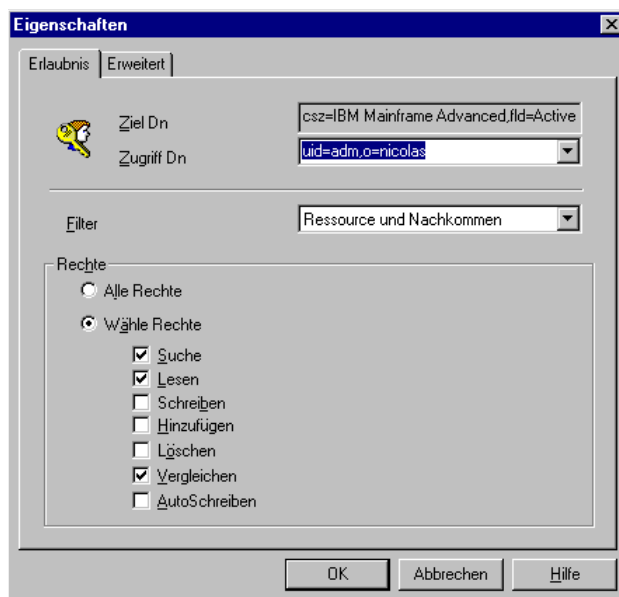 Eigenschaften
Erlaubnis Erweitert
Ziel Dn csz=IBM Mainframe Advanced,fld=Active
Zugriff Dn uid=adm,o=nicolas
Filter Ressource und Nachkommen
Rechte
Alle Rechte
Wähle Rechte
Suche
Lesen
Schreiben
Hinzufügen
Löschen
Vergleichen
AutoSchreiben
OK Abbrechen Hilfe